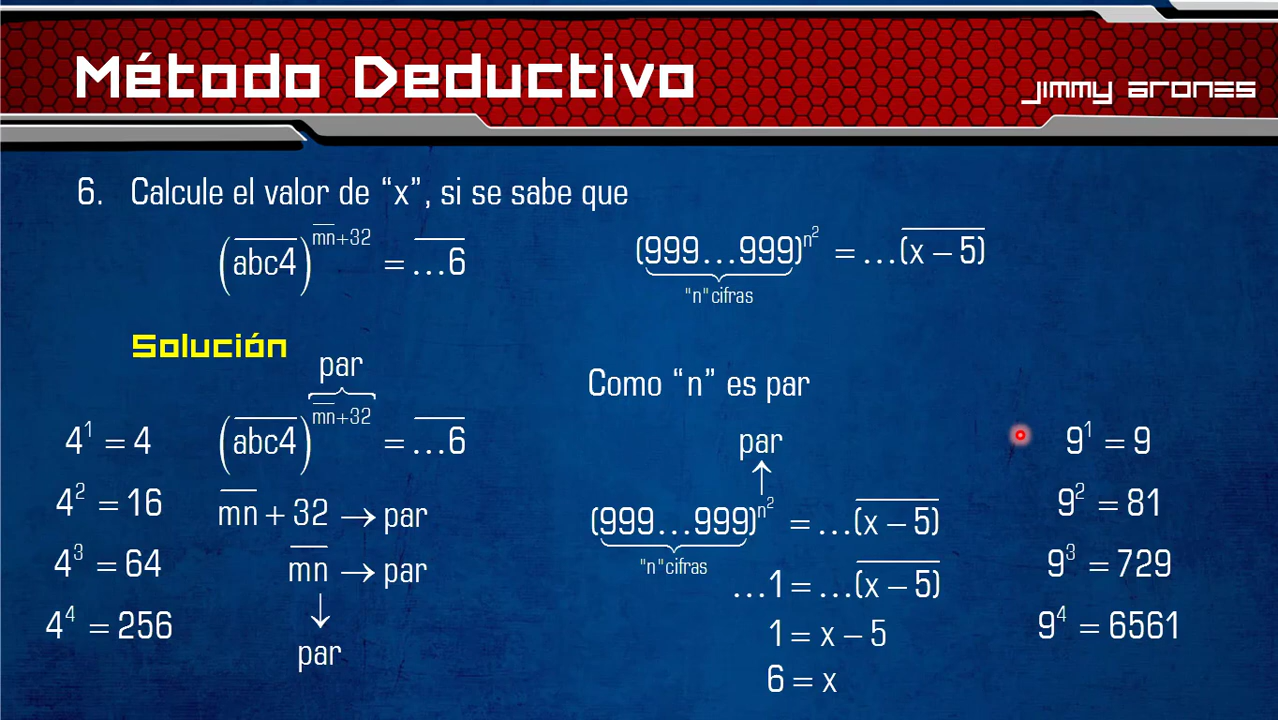 Método Deductivo
Jimmy Arones
6. Calcule el valor de “x”, si se sabe que
(abc4)^(mn+32) = ...6
(999...999)^(n²) = ...(x – 5)
"n" cifras
Solución
par
(abc4)^(mn+32) = ...6
mn + 32 → par
mn → par
↓
par
4¹ = 4
4² = 16
4³ = 64
4⁴ = 256
Como “n” es par
par
↑
(999...999)^(n²) = ...(x – 5)
"n" cifras
...1 = ...(x – 5)
1 = x – 5
6 = x
9¹ = 9
9² = 81
9³ = 729
9⁴ = 6561